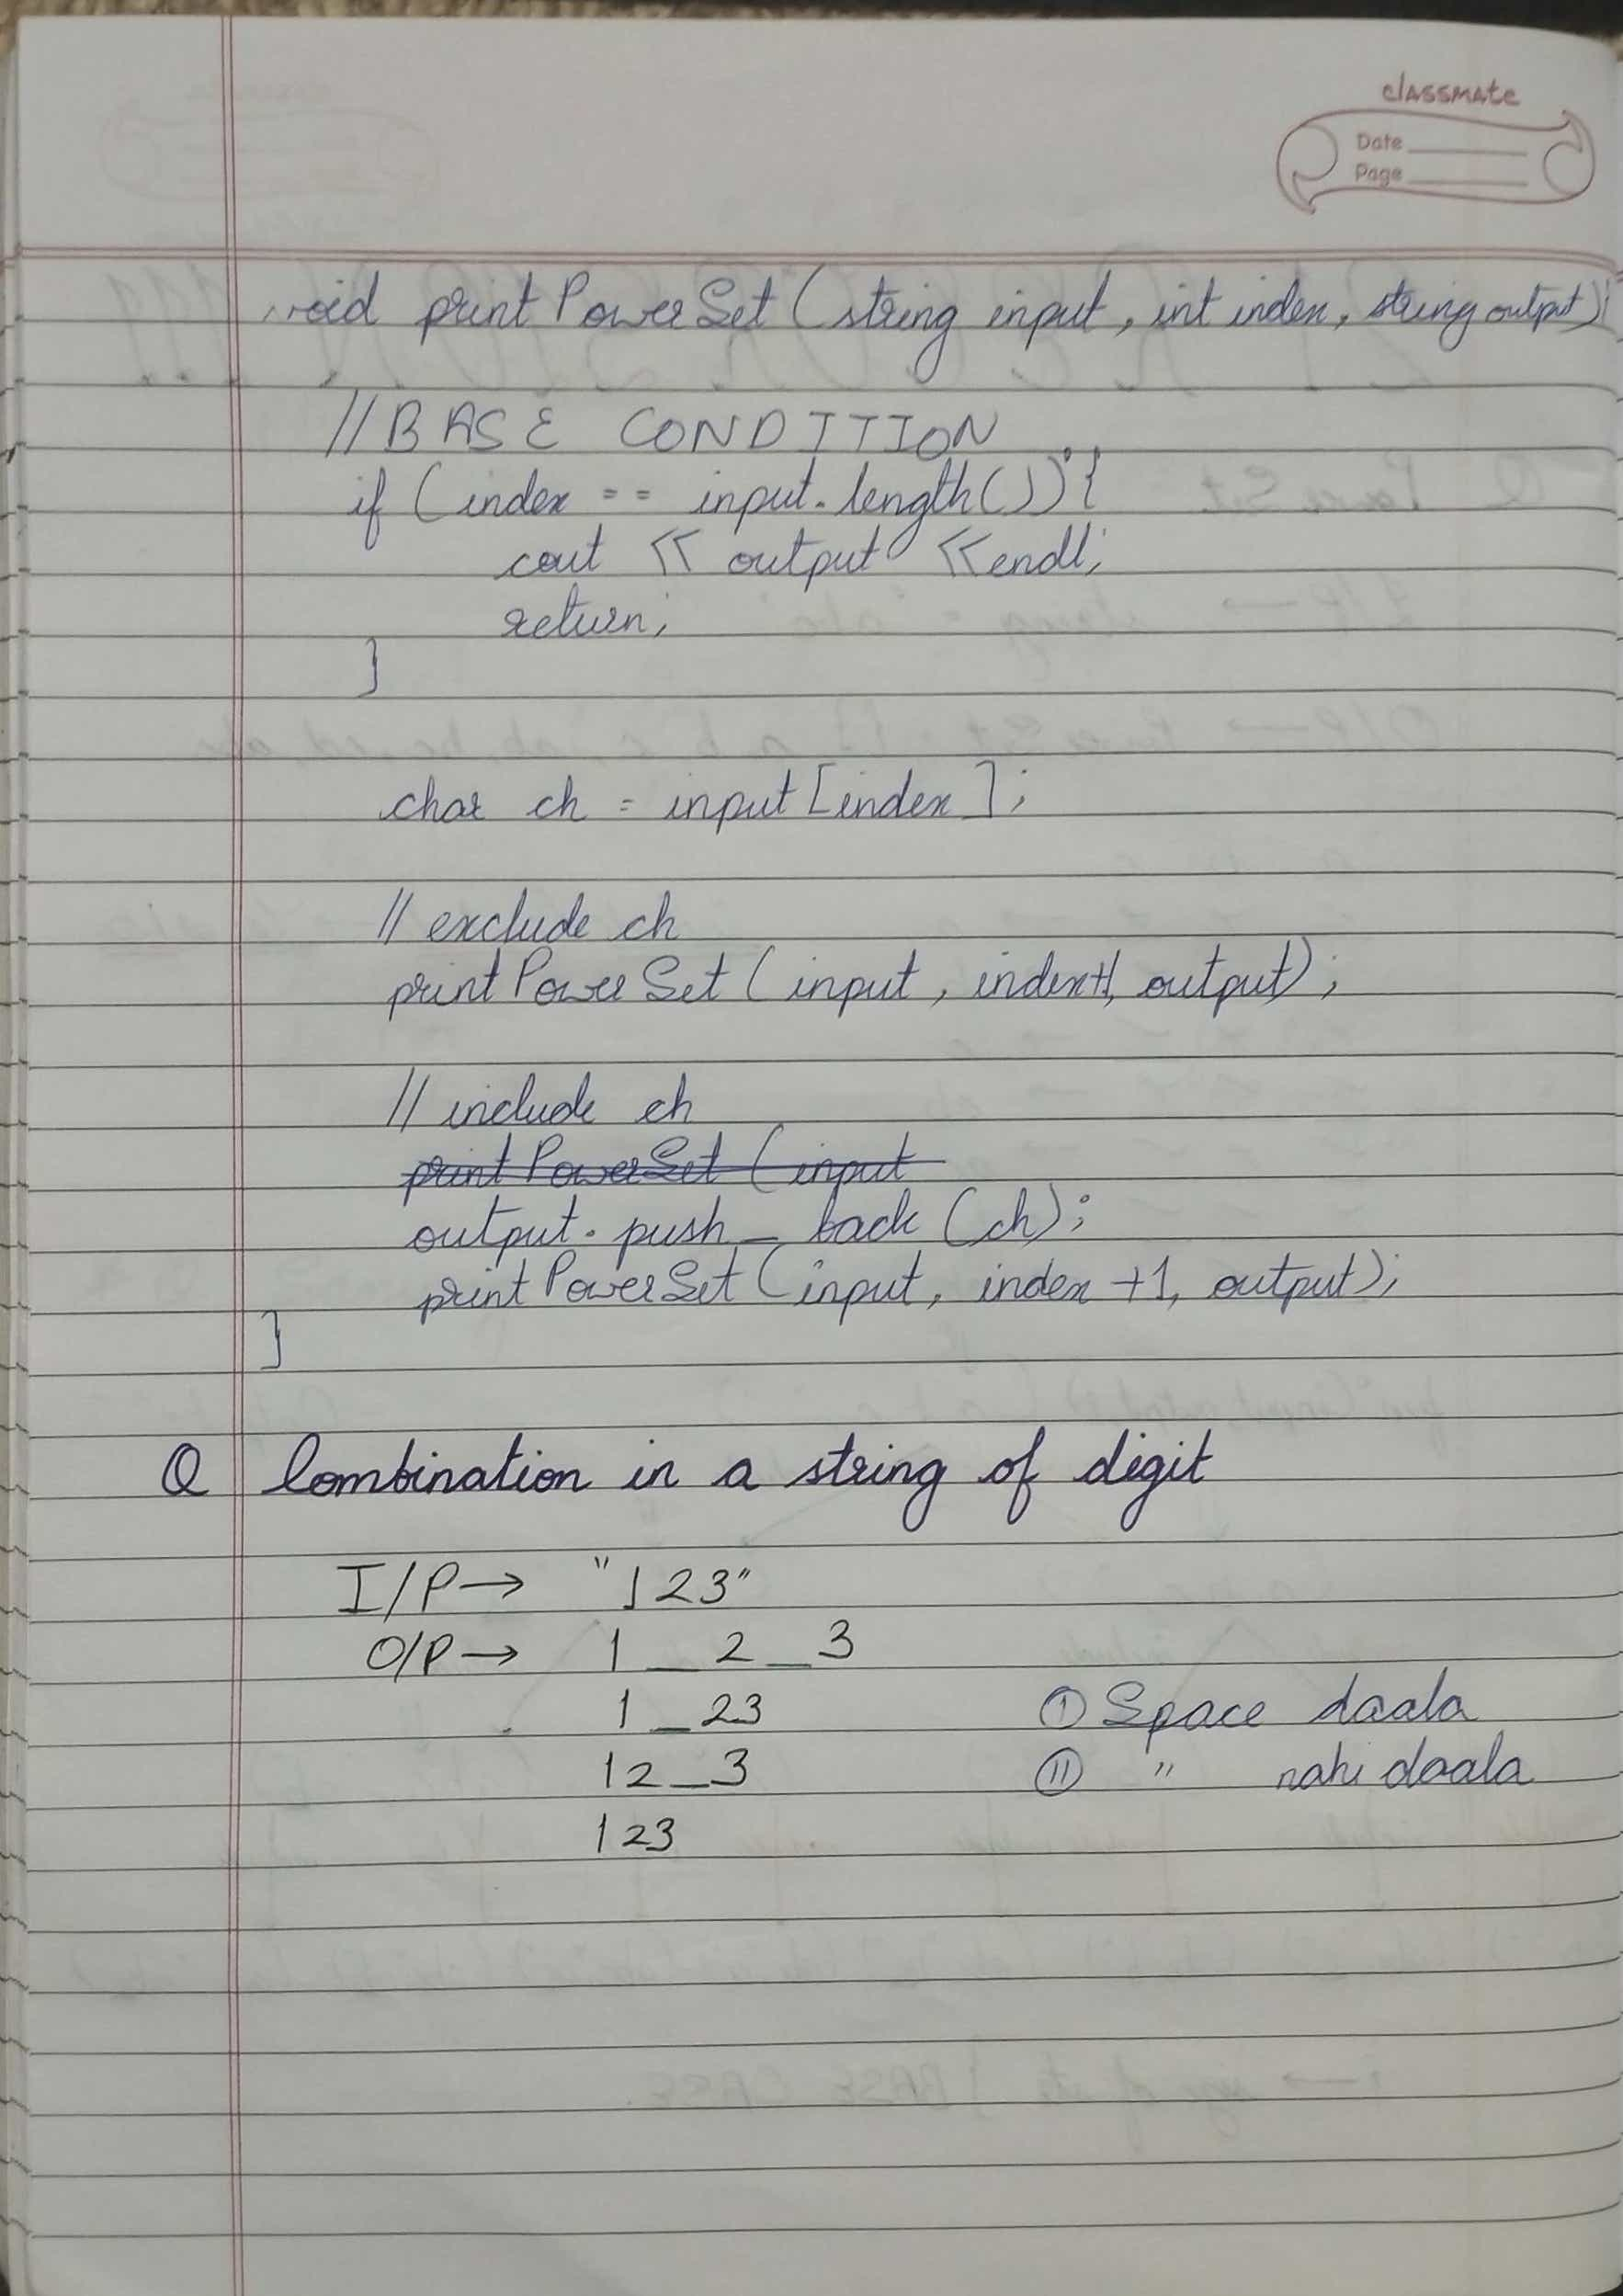 classmate
Date
Page
void printPowerSet (string input, int index, string output){
//BASE CONDITION
if (index == input.length()){
cout << output << endl;
return;
}
char ch = input[index];
// exclude ch
printPowerSet (input, index+1, output);
// include ch
printPowerSet (input
output.push_back (ch);
printPowerSet (input, index +1, output);
}
Q Combination in a string of digit
I/P→ "123"
O/P→ 1_2_3
1_23 ① Space daala
12_3 ⑪ " nahi daala
123